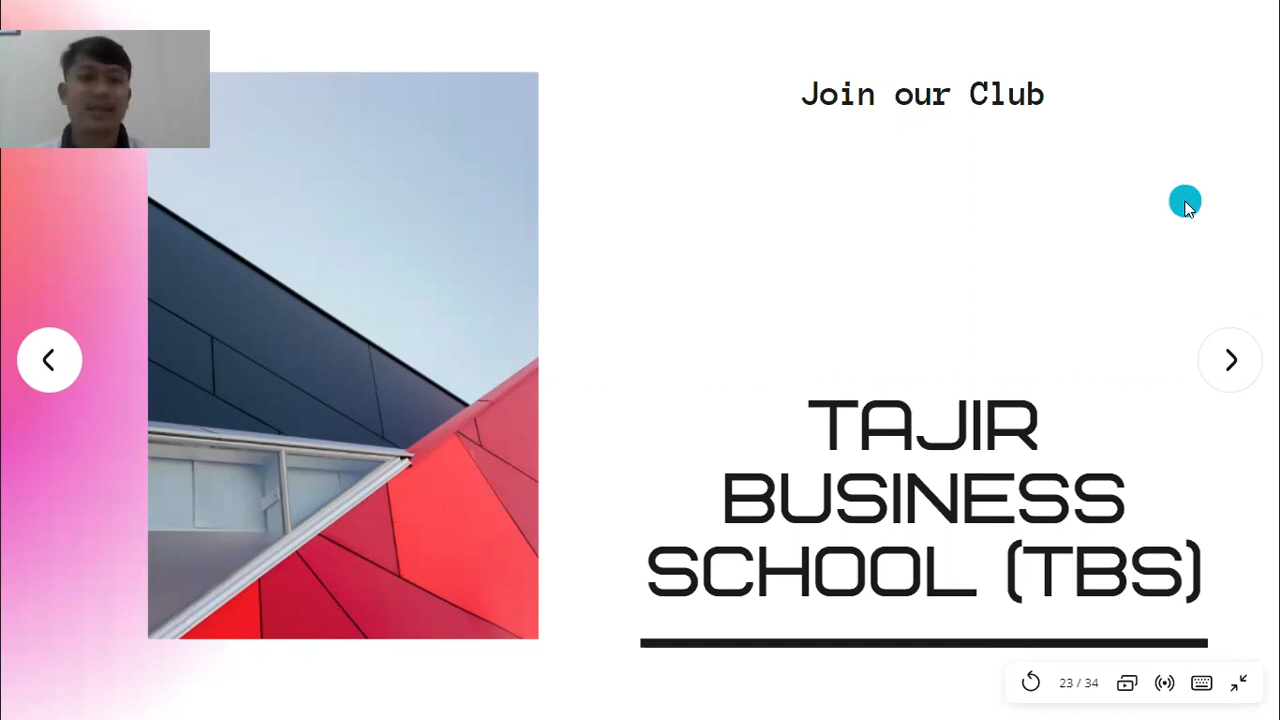 Join our Club
TAJIR
BUSINESS
SCHOOL (TBS)
23 / 34